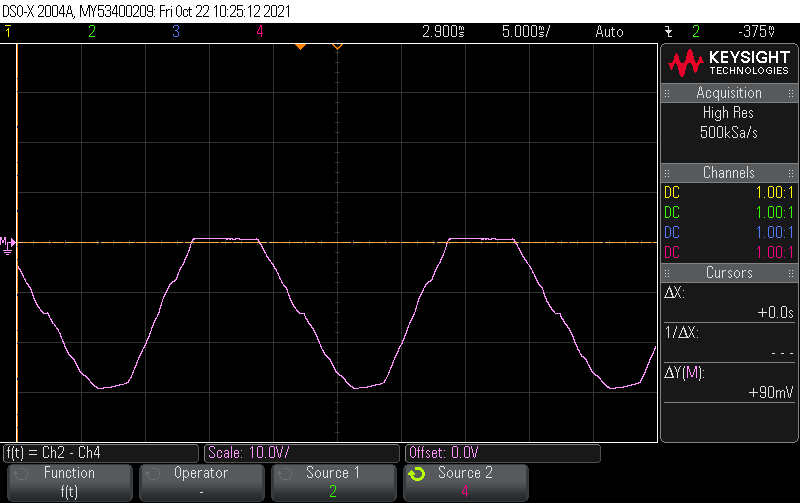 DSO-X 2004A, MY53400209: Fri Oct 22 10:25:12 2021
1 2 3 4 2.900s 5.000s/ Auto 2 -375V
KEYSIGHT
TECHNOLOGIES
Acquisition
High Res
500kSa/s
Channels
DC 1.00:1
DC 1.00:1
DC 1.00:1
DC 1.00:1
Cursors
ΔX:
+0.0s
1/ΔX:
---
ΔY(M):
+90mV
M
f(t) = Ch2 - Ch4 Scale: 10.0V/ Offset: 0.0V
Function Operator Source 1 Source 2
f(t) - 2 4